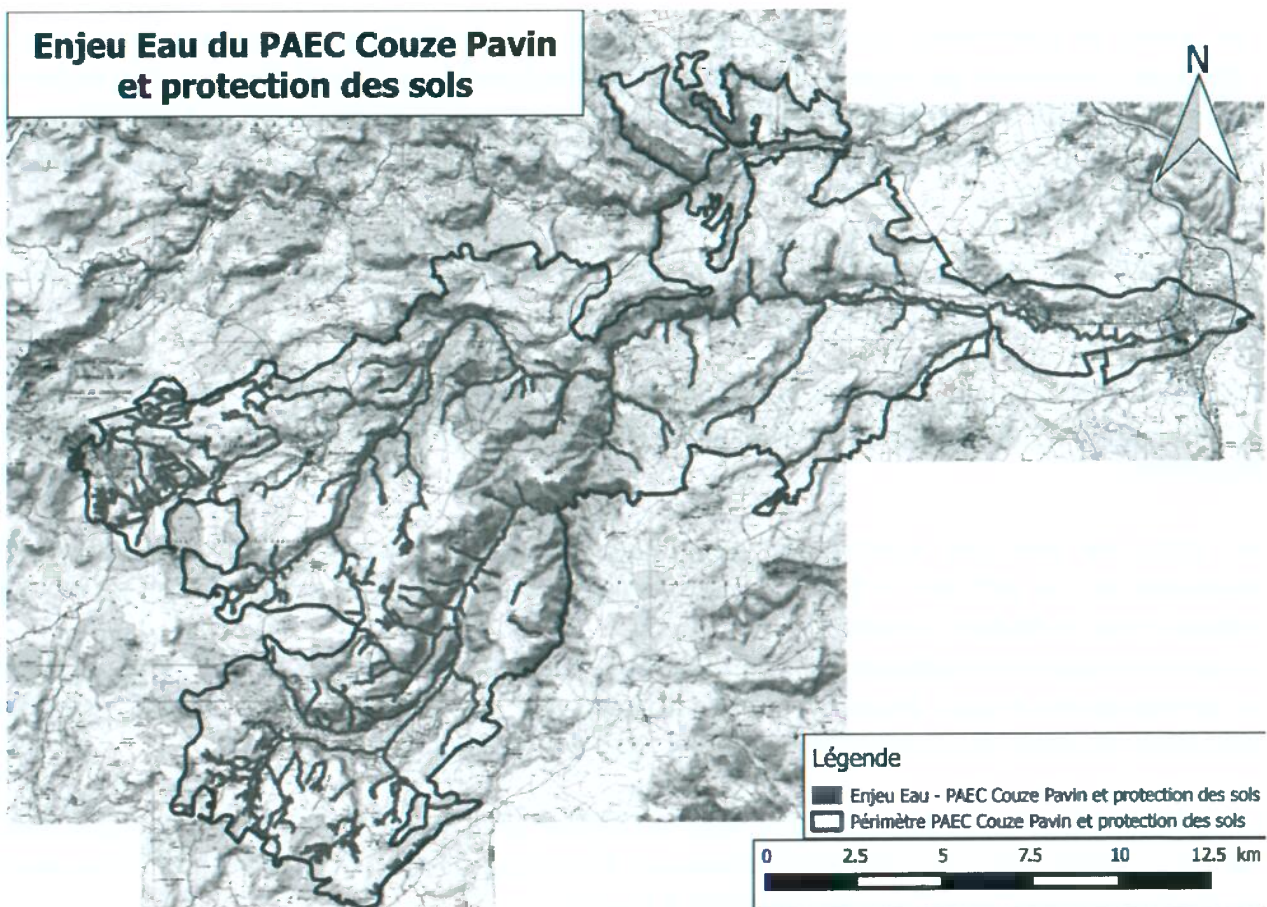 Enjeu Eau du PAEC Couze Pavin
et protection des sols
N
Légende
Enjeu Eau - PAEC Couze Pavin et protection des sols
Périmètre PAEC Couze Pavin et protection des sols
0 2.5 5 7.5 10 12.5 km